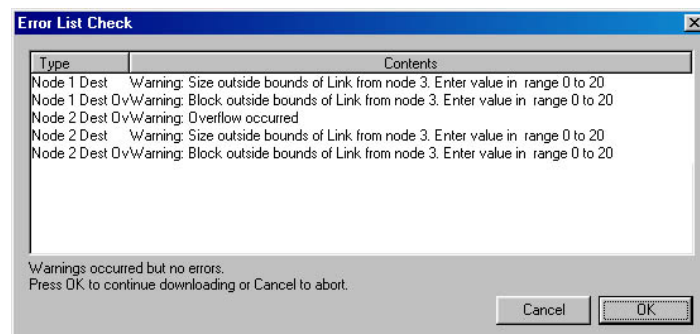 Error List Check
Type Contents
Node 1 Dest Warning: Size outside bounds of Link from node 3. Enter value in range 0 to 20
Node 1 Dest Ov Warning: Block outside bounds of Link from node 3. Enter value in range 0 to 20
Node 2 Dest Ov Warning: Overflow occurred
Node 2 Dest Warning: Size outside bounds of Link from node 3. Enter value in range 0 to 20
Node 2 Dest Ov Warning: Block outside bounds of Link from node 3. Enter value in range 0 to 20
Warnings occurred but no errors.
Press OK to continue downloading or Cancel to abort.
Cancel OK